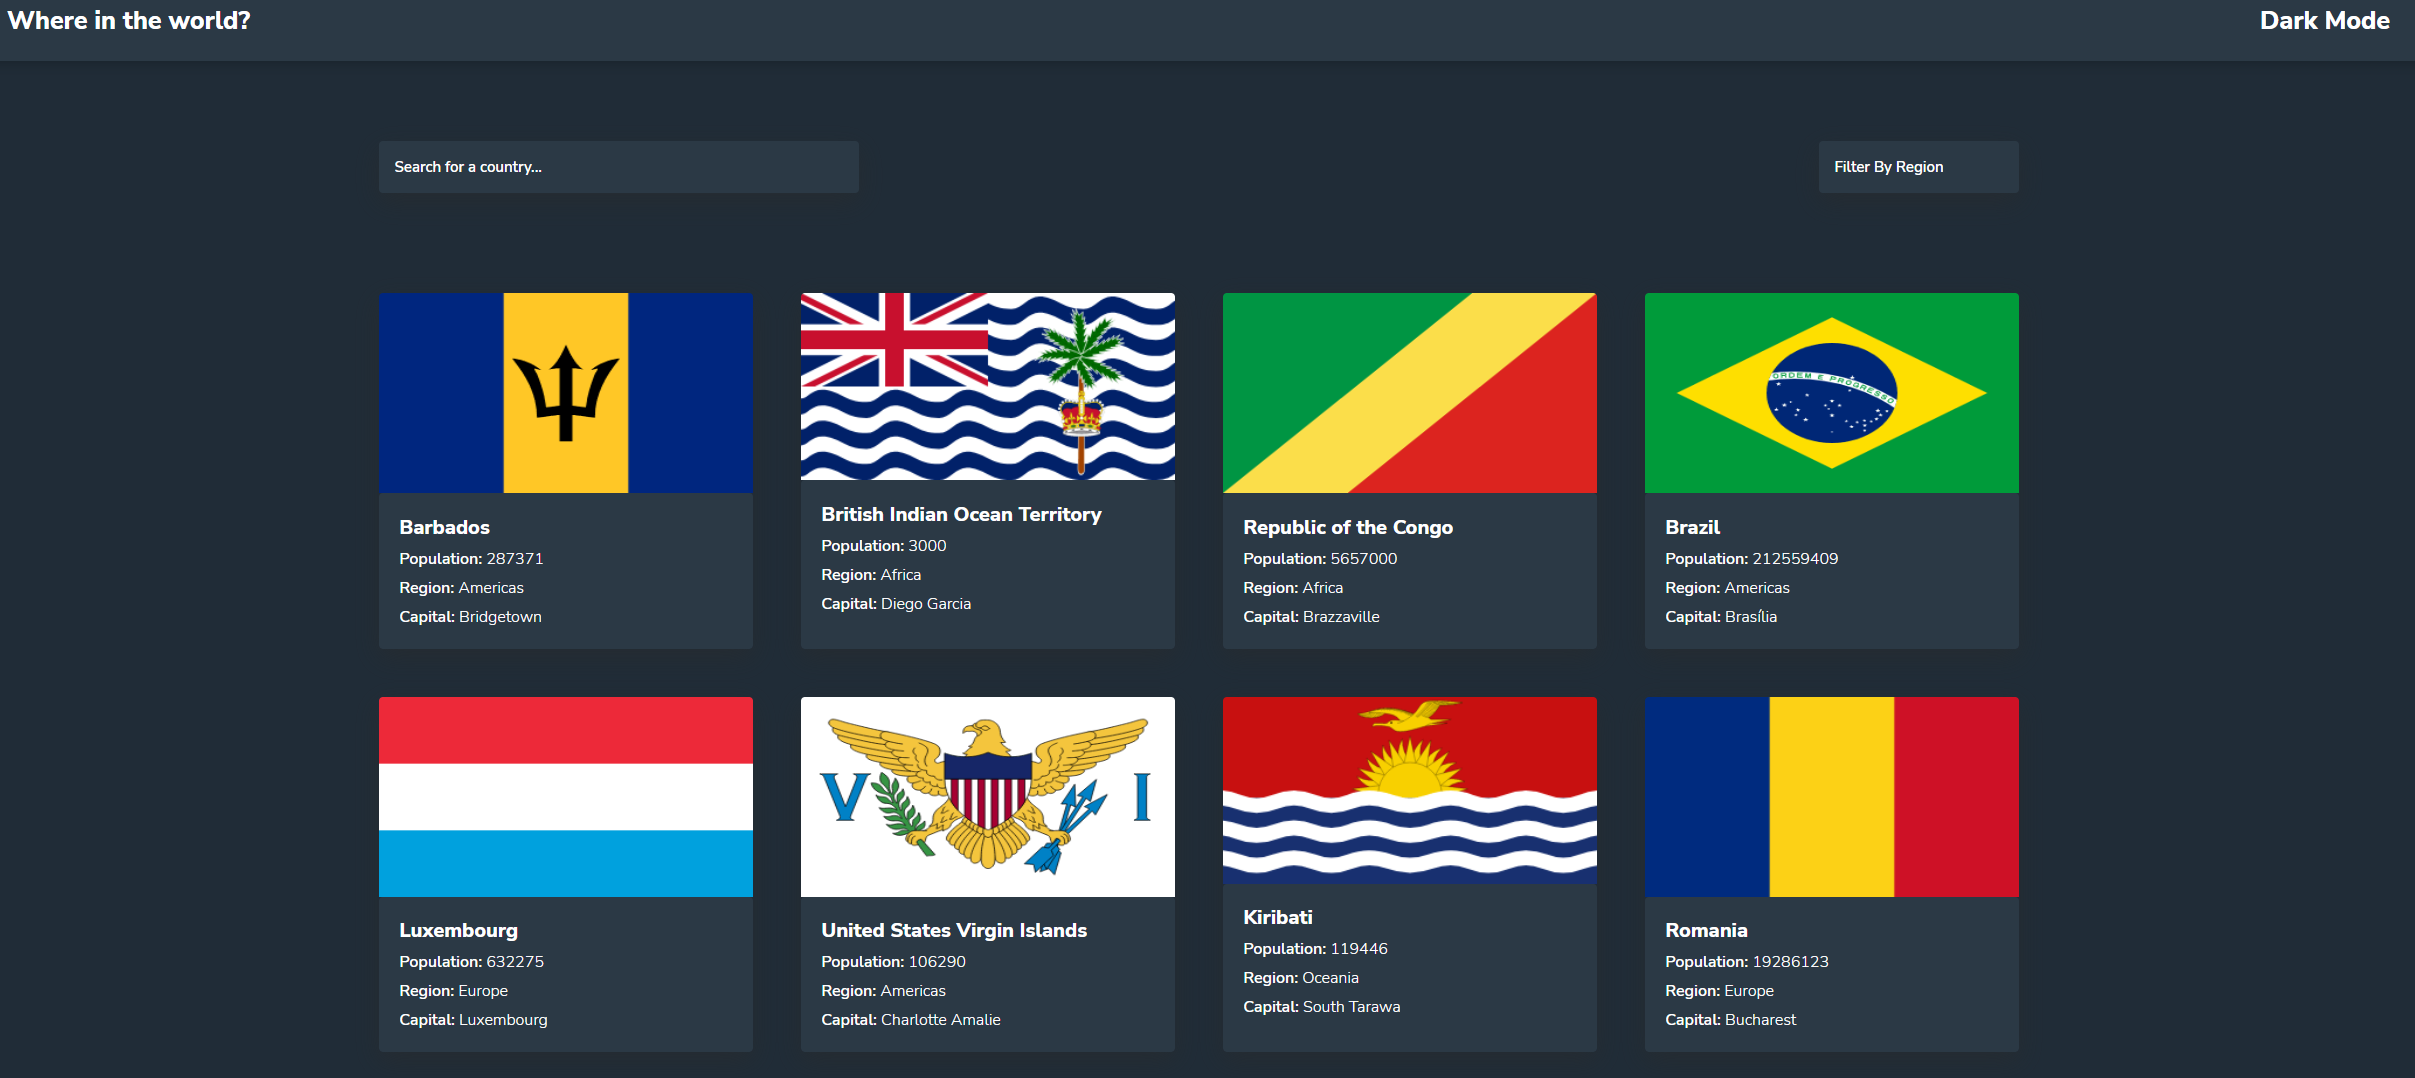 Where in the world?
Dark Mode
Search for a country...
Filter By Region
ORDEM E PROGRESSO
Barbados
Population: 287371
Region: Americas
Capital: Bridgetown
British Indian Ocean Territory
Population: 3000
Region: Africa
Capital: Diego Garcia
Republic of the Congo
Population: 5657000
Region: Africa
Capital: Brazzaville
Brazil
Population: 212559409
Region: Americas
Capital: Brasília
V I
Luxembourg
Population: 632275
Region: Europe
Capital: Luxembourg
United States Virgin Islands
Population: 106290
Region: Americas
Capital: Charlotte Amalie
Kiribati
Population: 119446
Region: Oceania
Capital: South Tarawa
Romania
Population: 19286123
Region: Europe
Capital: Bucharest